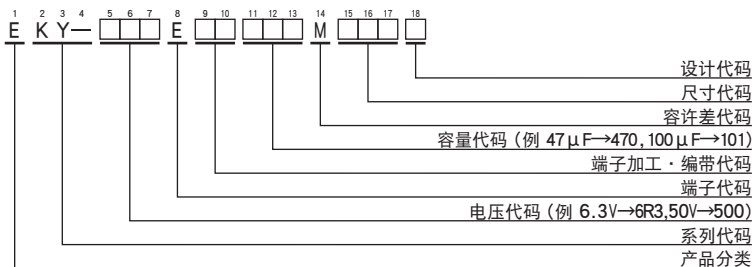 1 2 3 4 5 6 7 8 9 10 11 12 13 14 15 16 17 18
E K Y— □□□ E □□ □□□ M □□□ □
设计代码
尺寸代码
容许差代码
容量代码 (例 47μF→470, 100μF→101)
端子加工・编带代码
端子代码
电压代码 (例 6.3V→6R3,50V→500)
系列代码
产品分类